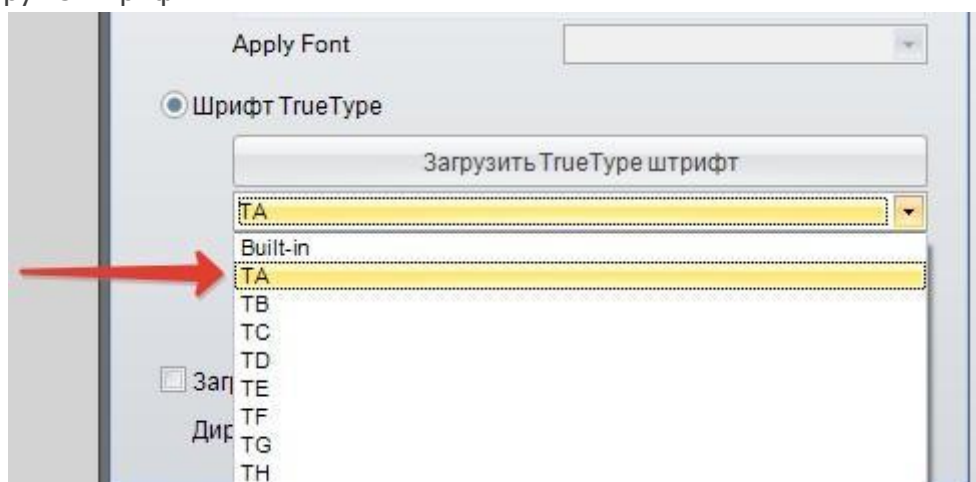 Apply Font
Шрифт TrueType
Загрузить TrueType штрифт
TA
Built-in
TA
TB
TC
TD
TE
TF
TG
TH